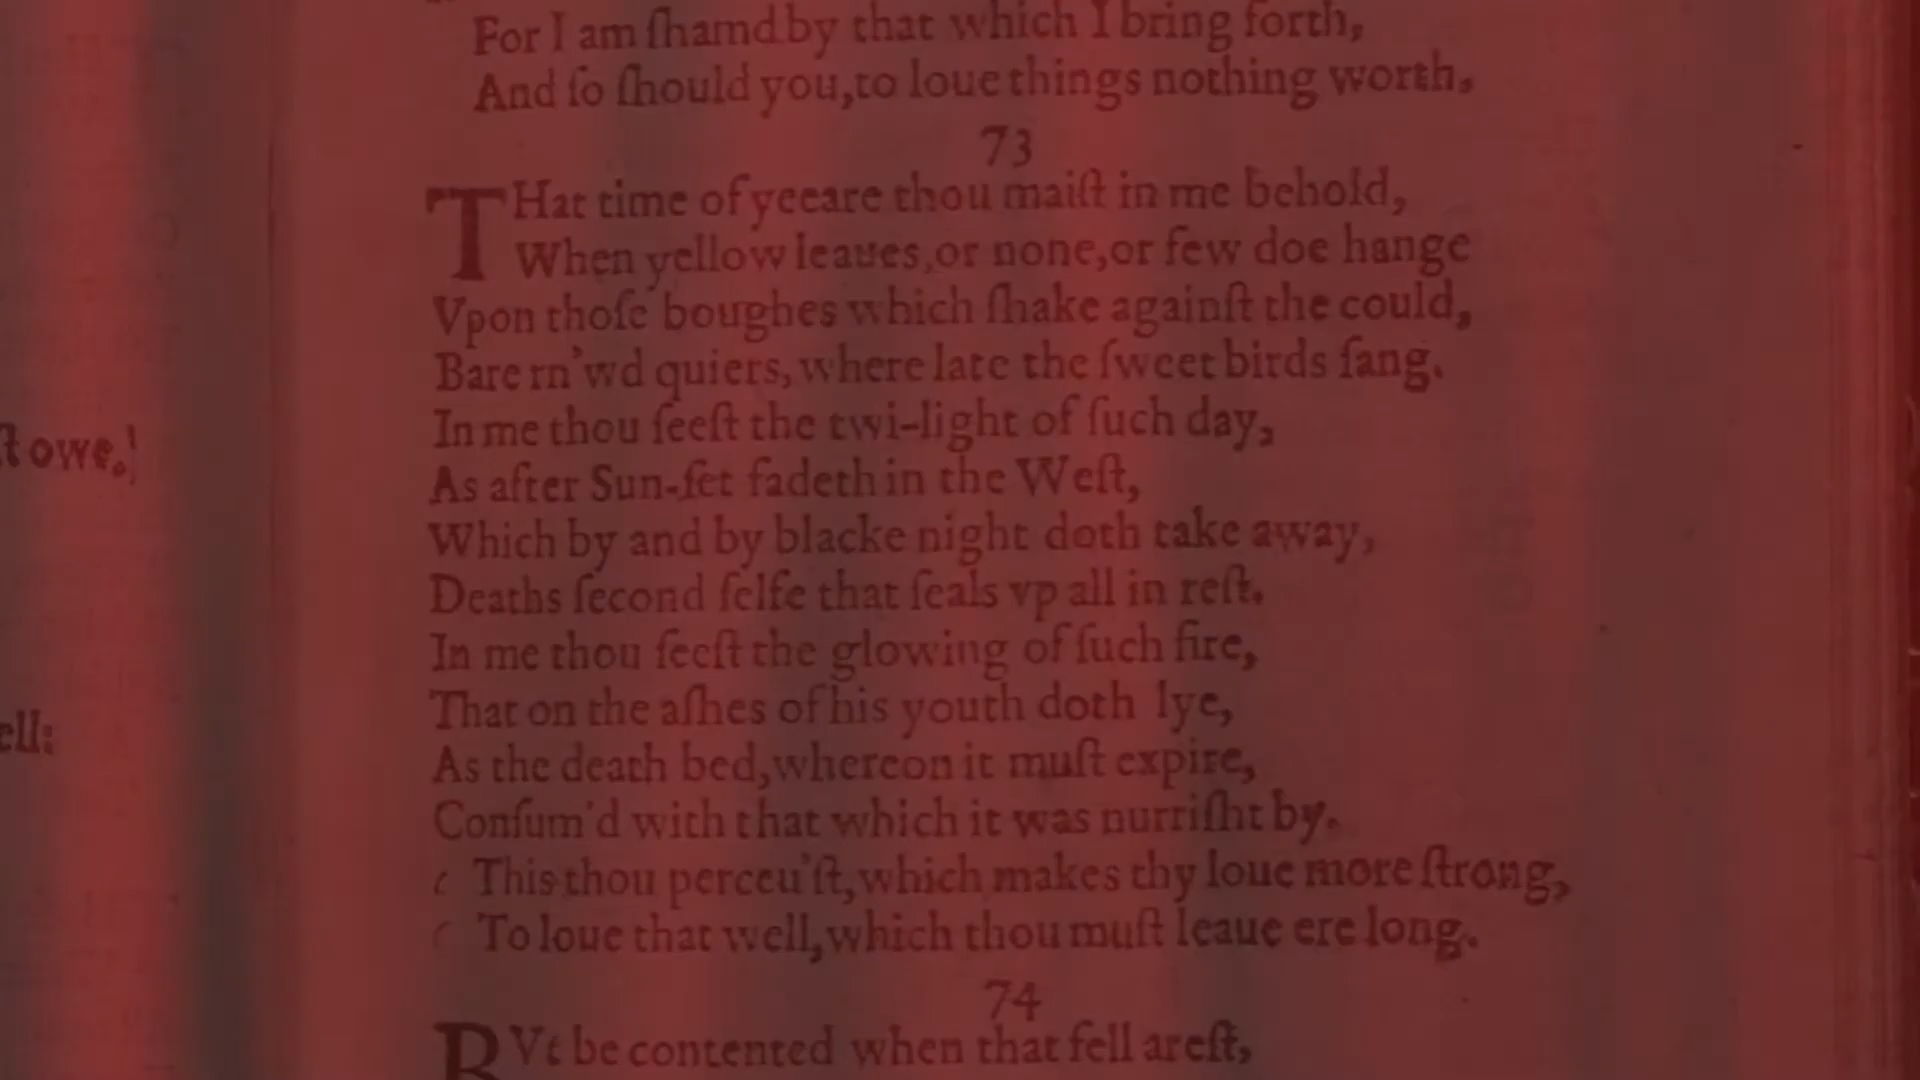 For I am ſhamd by that which I bring forth,
And ſo ſhould you,to loue things nothing worth.
73
THat time of yeeare thou maiſt in me behold,
When yellow leaues,or none,or few doe hange
Vpon thoſe boughes which ſhake againſt the could,
Bare rn'wd quiers, where late the ſweet birds ſang.
In me thou ſeeſt the twi-light of ſuch day,
As after Sun-ſet fadeth in the Weſt,
Which by and by blacke night doth take away,
Deaths ſecond ſelfe that ſeals vp all in reſt.
ſt owe.
In me thou ſeeſt the glowing of ſuch fire,
That on the aſhes of his youth doth lye,
As the death bed,whereon it muſt expire,
ell:
Conſum'd with that which it was nurriſht by.
This thou perceu'ſt,which makes thy loue more ſtrong,
To loue that well,which thou muſt leaue ere long.
74
BVt be contented when that fell areſt,